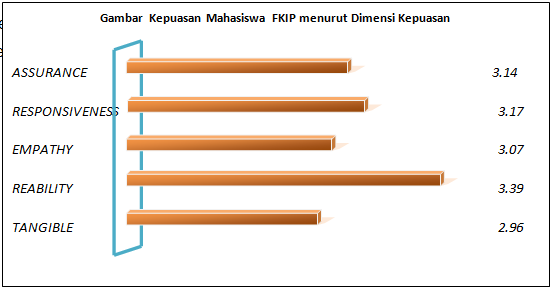 Gambar Kepuasan Mahasiswa FKIP menurut Dimensi Kepuasan
ASSURANCE 3.14
RESPONSIVENESS 3.17
EMPATHY 3.07
REABILITY 3.39
TANGIBLE 2.96